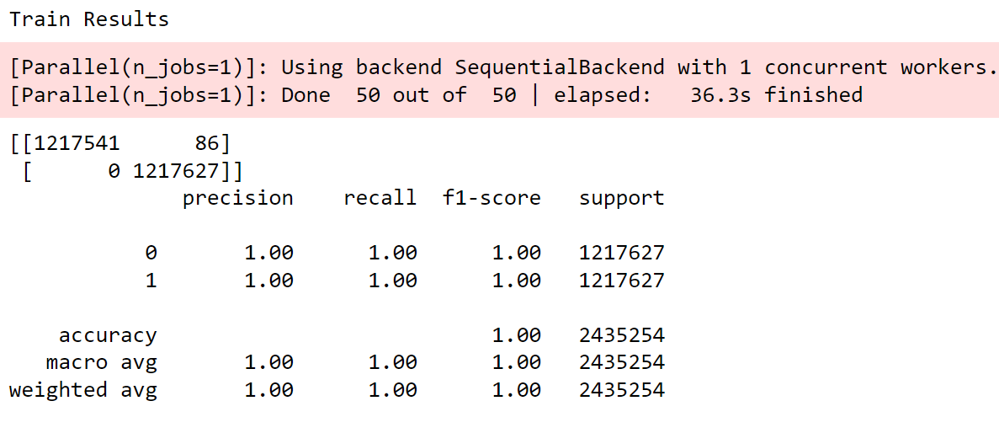 Train Results
[Parallel(n_jobs=1)]: Using backend SequentialBackend with 1 concurrent workers.
[Parallel(n_jobs=1)]: Done  50 out of  50 | elapsed:   36.3s finished
[[1217541      86]
 [      0 1217627]]
              precision    recall  f1-score   support

           0       1.00      1.00      1.00   1217627
           1       1.00      1.00      1.00   1217627

    accuracy                           1.00   2435254
   macro avg       1.00      1.00      1.00   2435254
weighted avg       1.00      1.00      1.00   2435254